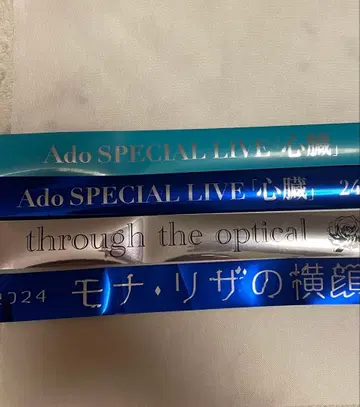 Ado SPECIAL LIVE「心臓」
Ado SPECIAL LIVE「心臓」 24
through the optical
2024 モナ・リザの横顔